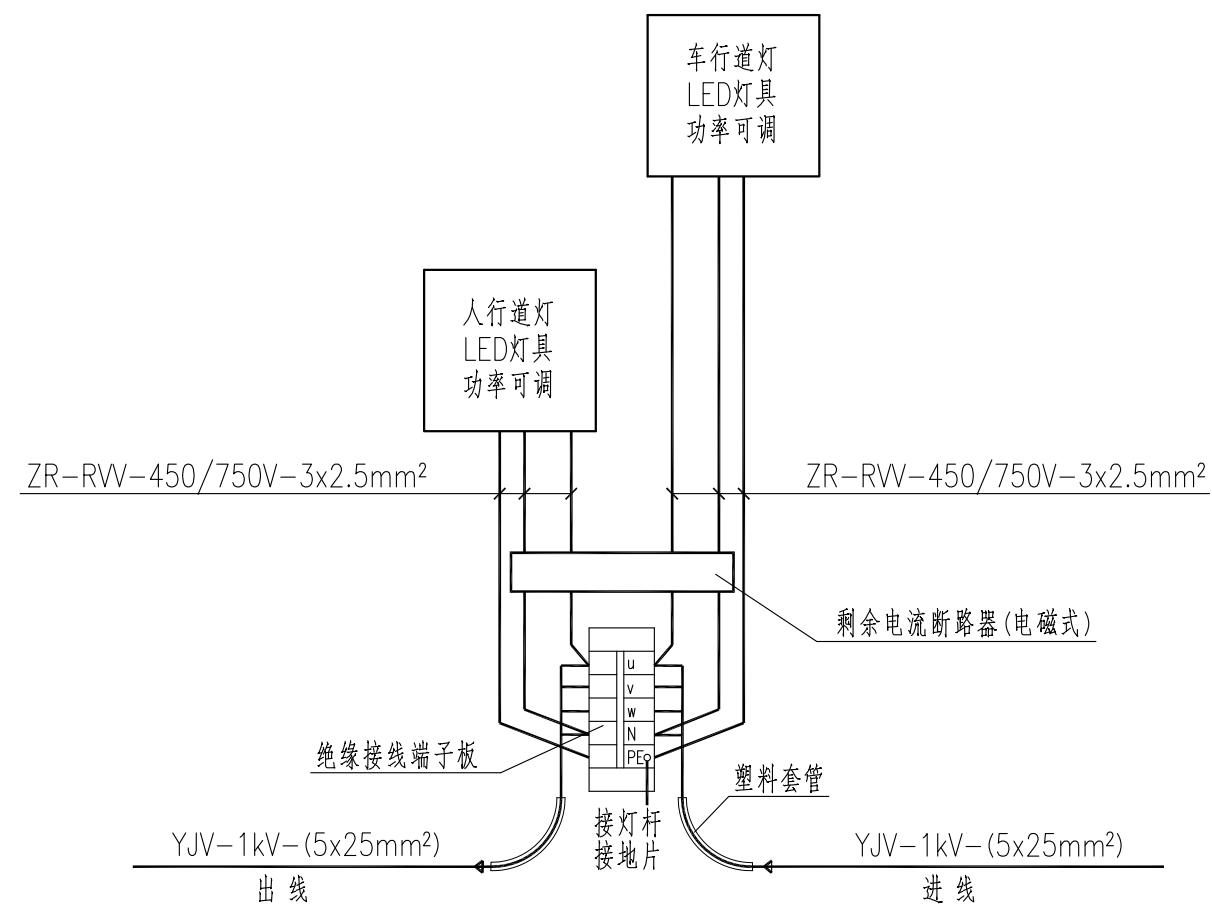 车行道灯
LED灯具
功率可调
人行道灯
LED灯具
功率可调
ZR-RVV-450/750V-3x2.5mm²
ZR-RVV-450/750V-3x2.5mm²
剩余电流断路器(电磁式)
u
v
w
N
PE
绝缘接线端子板
塑料套管
接灯杆
接地片
YJV-1kV-(5x25mm²)
出线
YJV-1kV-(5x25mm²)
进线